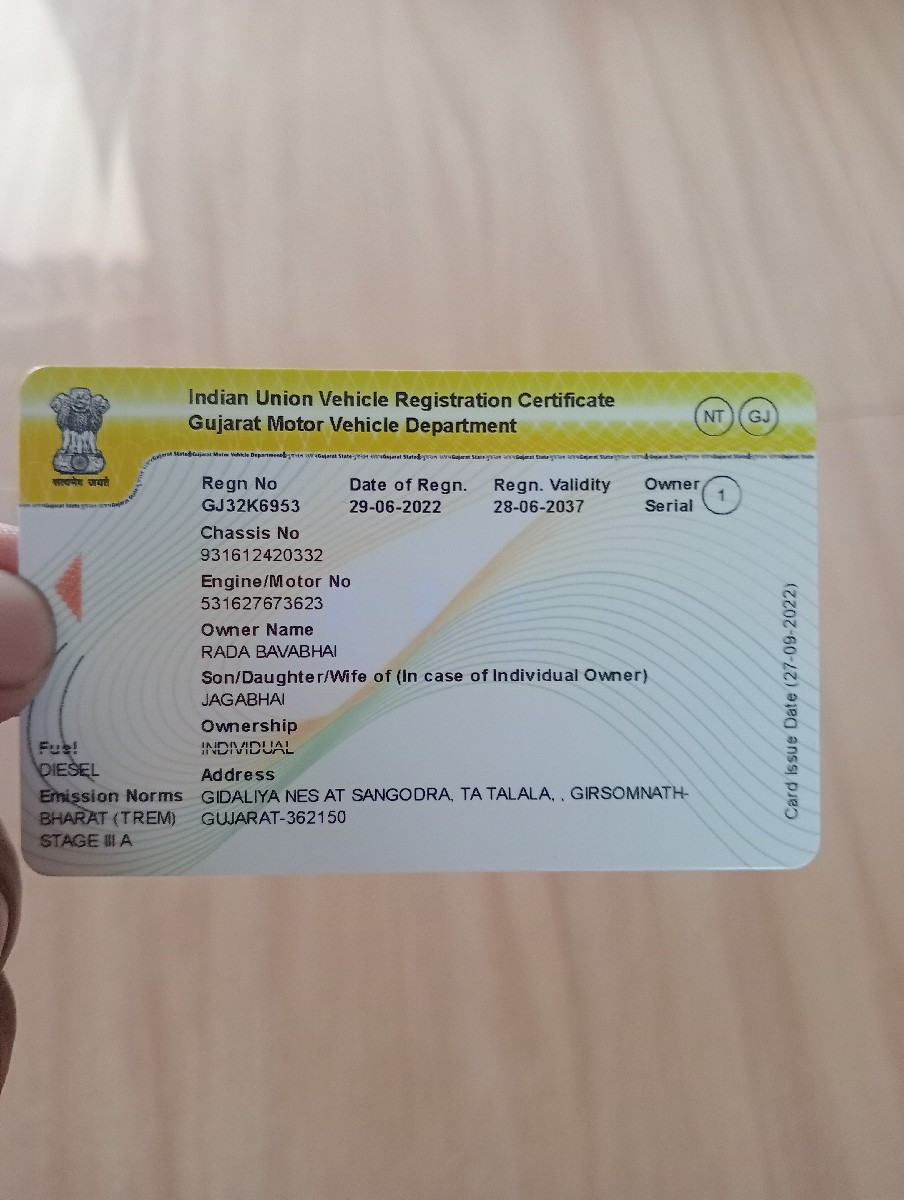 Indian Union Vehicle Registration Certificate
Gujarat Motor Vehicle Department
NT GJ
सत्यमेव जयते
Regn No Date of Regn. Regn. Validity Owner Serial 1
GJ32K6953 29-06-2022 28-06-2037
Chassis No
931612420332
Engine/Motor No
531627673623
Owner Name
RADA BAVABHAI
Son/Daughter/Wife of (In case of Individual Owner)
JAGABHAI
Ownership
INDIVIDUAL
Fuel
DIESEL
Emission Norms
BHARAT (TREM)
STAGE III A
Address
GIDALIYA NES AT SANGODRA, TA TALALA, , GIRSOMNATH-
GUJARAT-362150
Card Issue Date (27-09-2022)